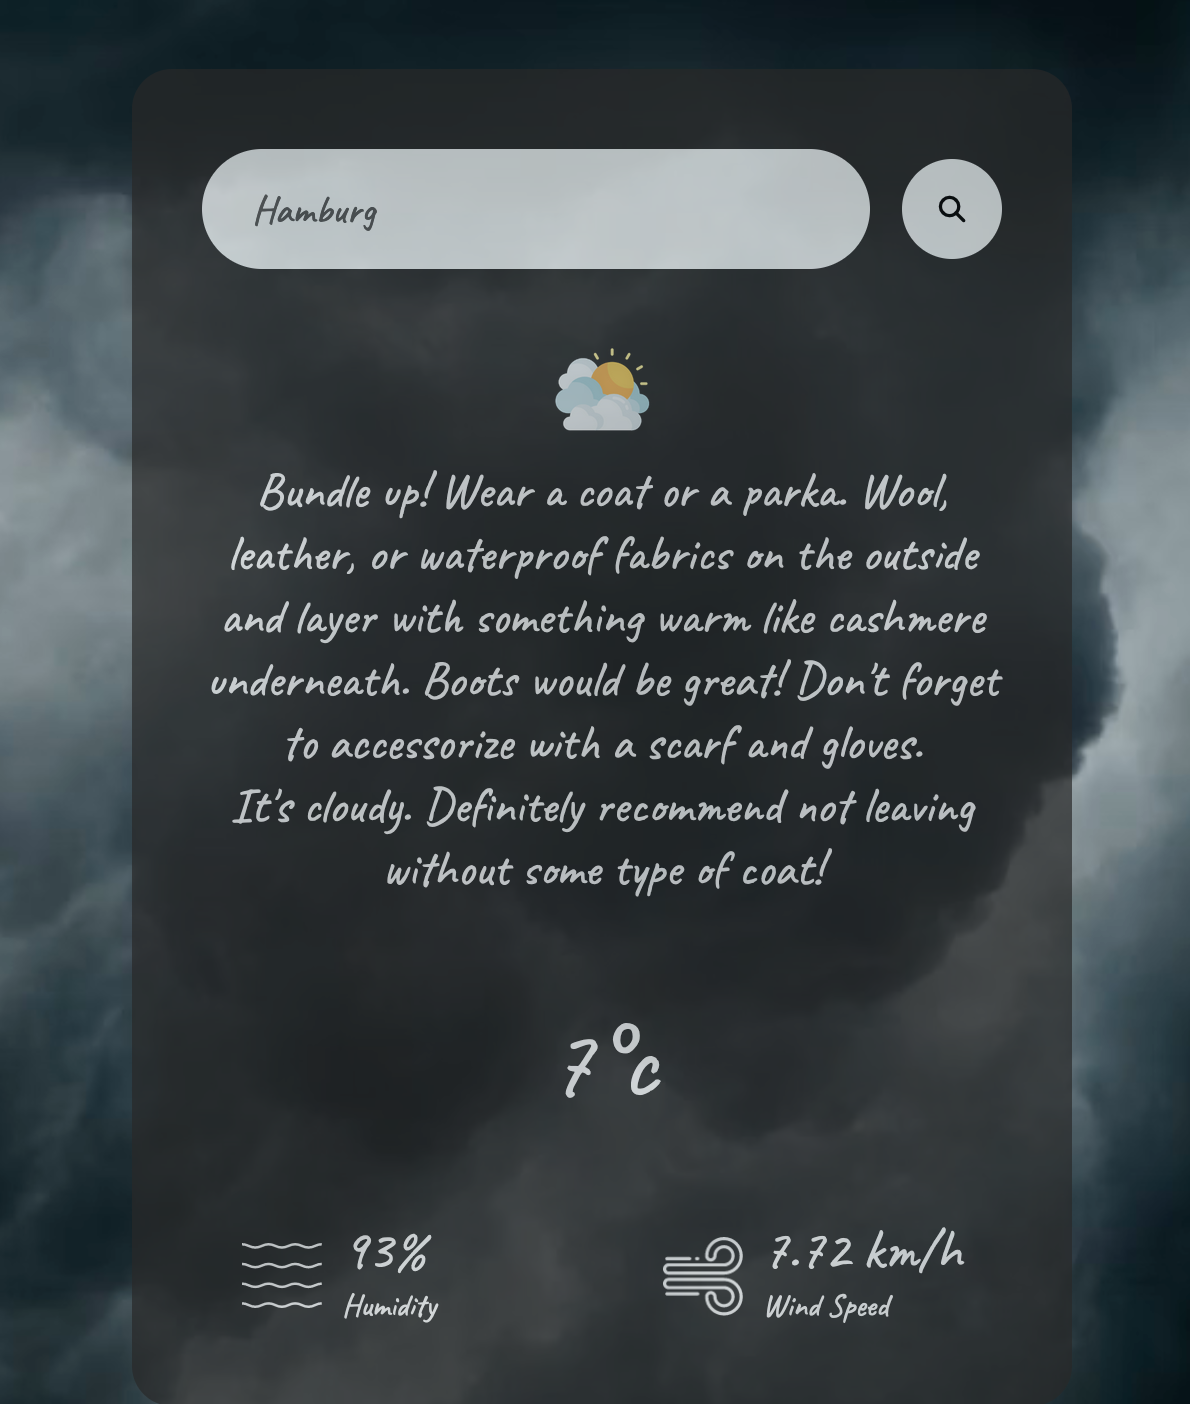 Hamburg
Bundle up! Wear a coat or a parka. Wool,
leather, or waterproof fabrics on the outside
and layer with something warm like cashmere
underneath. Boots would be great! Don't forget
to accessorize with a scarf and gloves.
It's cloudy. Definitely recommend not leaving
without some type of coat!
7°c
93%
Humidity
7.72 km/h
Wind Speed